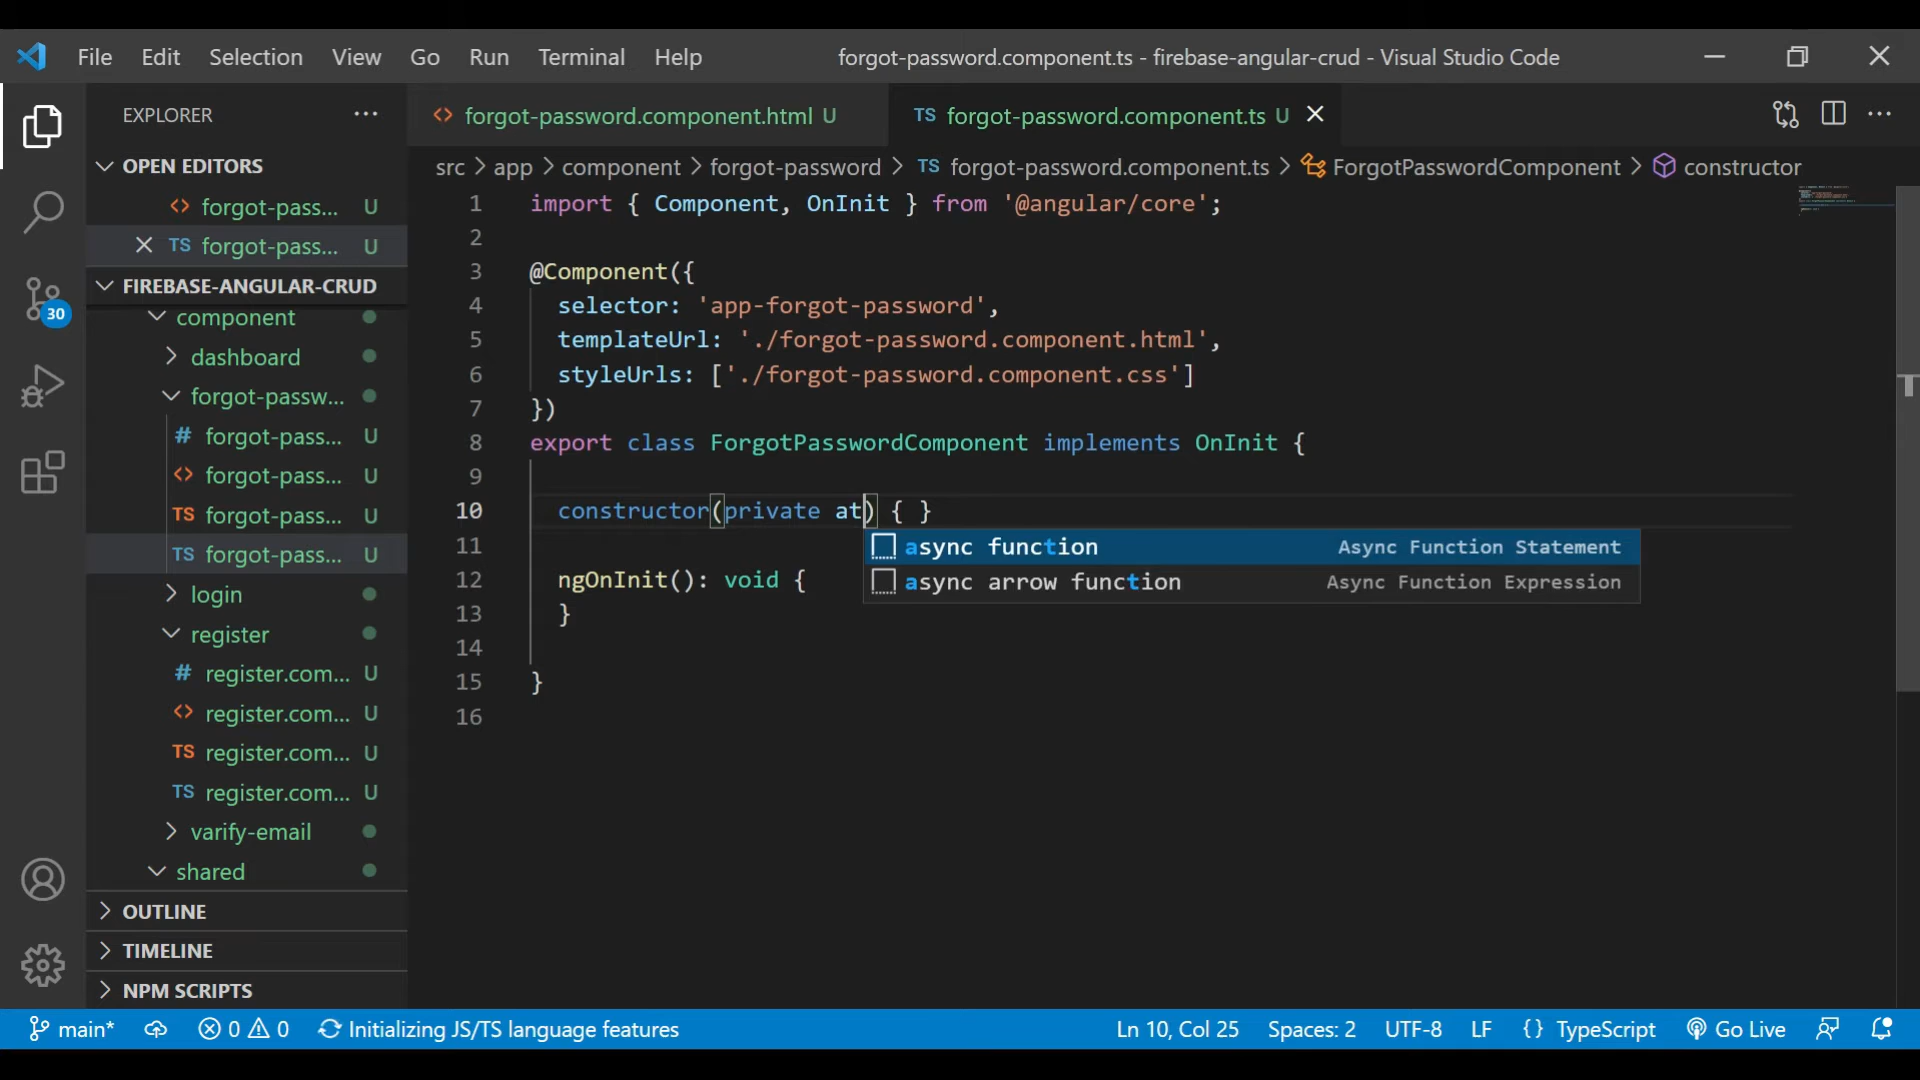 File Edit Selection View Go Run Terminal Help forgot-password.component.ts - firebase-angular-crud - Visual Studio Code
EXPLORER
OPEN EDITORS
<> forgot-pass... U
TS forgot-pass... U
FIREBASE-ANGULAR-CRUD
component
dashboard
forgot-passw...
# forgot-pass... U
<> forgot-pass... U
TS forgot-pass... U
TS forgot-pass... U
login
register
# register.com... U
<> register.com... U
TS register.com... U
TS register.com... U
varify-email
shared
OUTLINE
TIMELINE
NPM SCRIPTS
30
<> forgot-password.component.html U TS forgot-password.component.ts U
src > app > component > forgot-password > TS forgot-password.component.ts > ForgotPasswordComponent > constructor
1 import { Component, OnInit } from '@angular/core';
2
3 @Component({
4 selector: 'app-forgot-password',
5 templateUrl: './forgot-password.component.html',
6 styleUrls: ['./forgot-password.component.css']
7 })
8 export class ForgotPasswordComponent implements OnInit {
9
10 constructor(private at) { }
11
async function Async Function Statement
async arrow function Async Function Expression
12 ngOnInit(): void {
13 }
14
15 }
16
main* 0 0 Initializing JS/TS language features Ln 10, Col 25 Spaces: 2 UTF-8 LF {} TypeScript Go Live